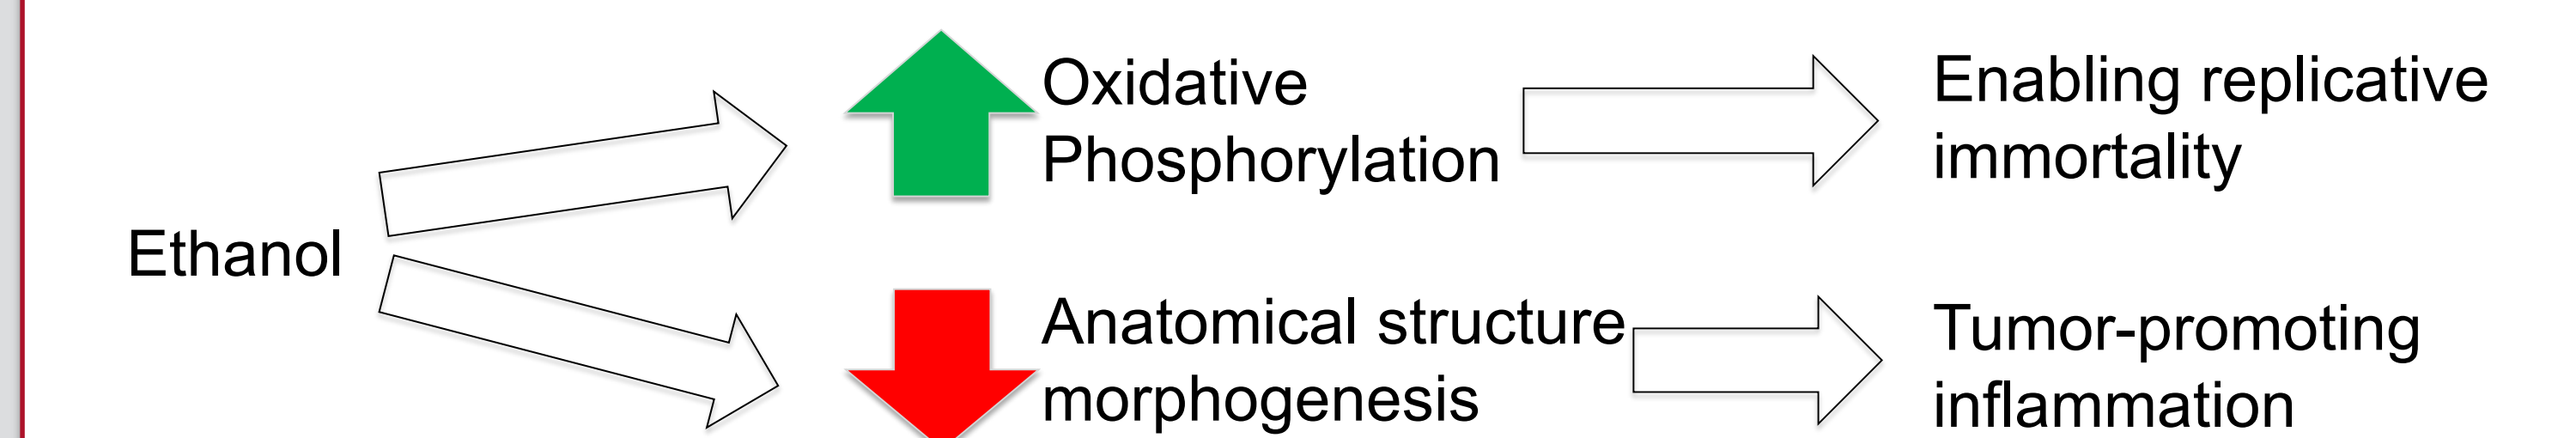 Ethanol
Oxidative
Phosphorylation
Enabling replicative
immortality
Anatomical structure
morphogenesis
Tumor-promoting
inflammation